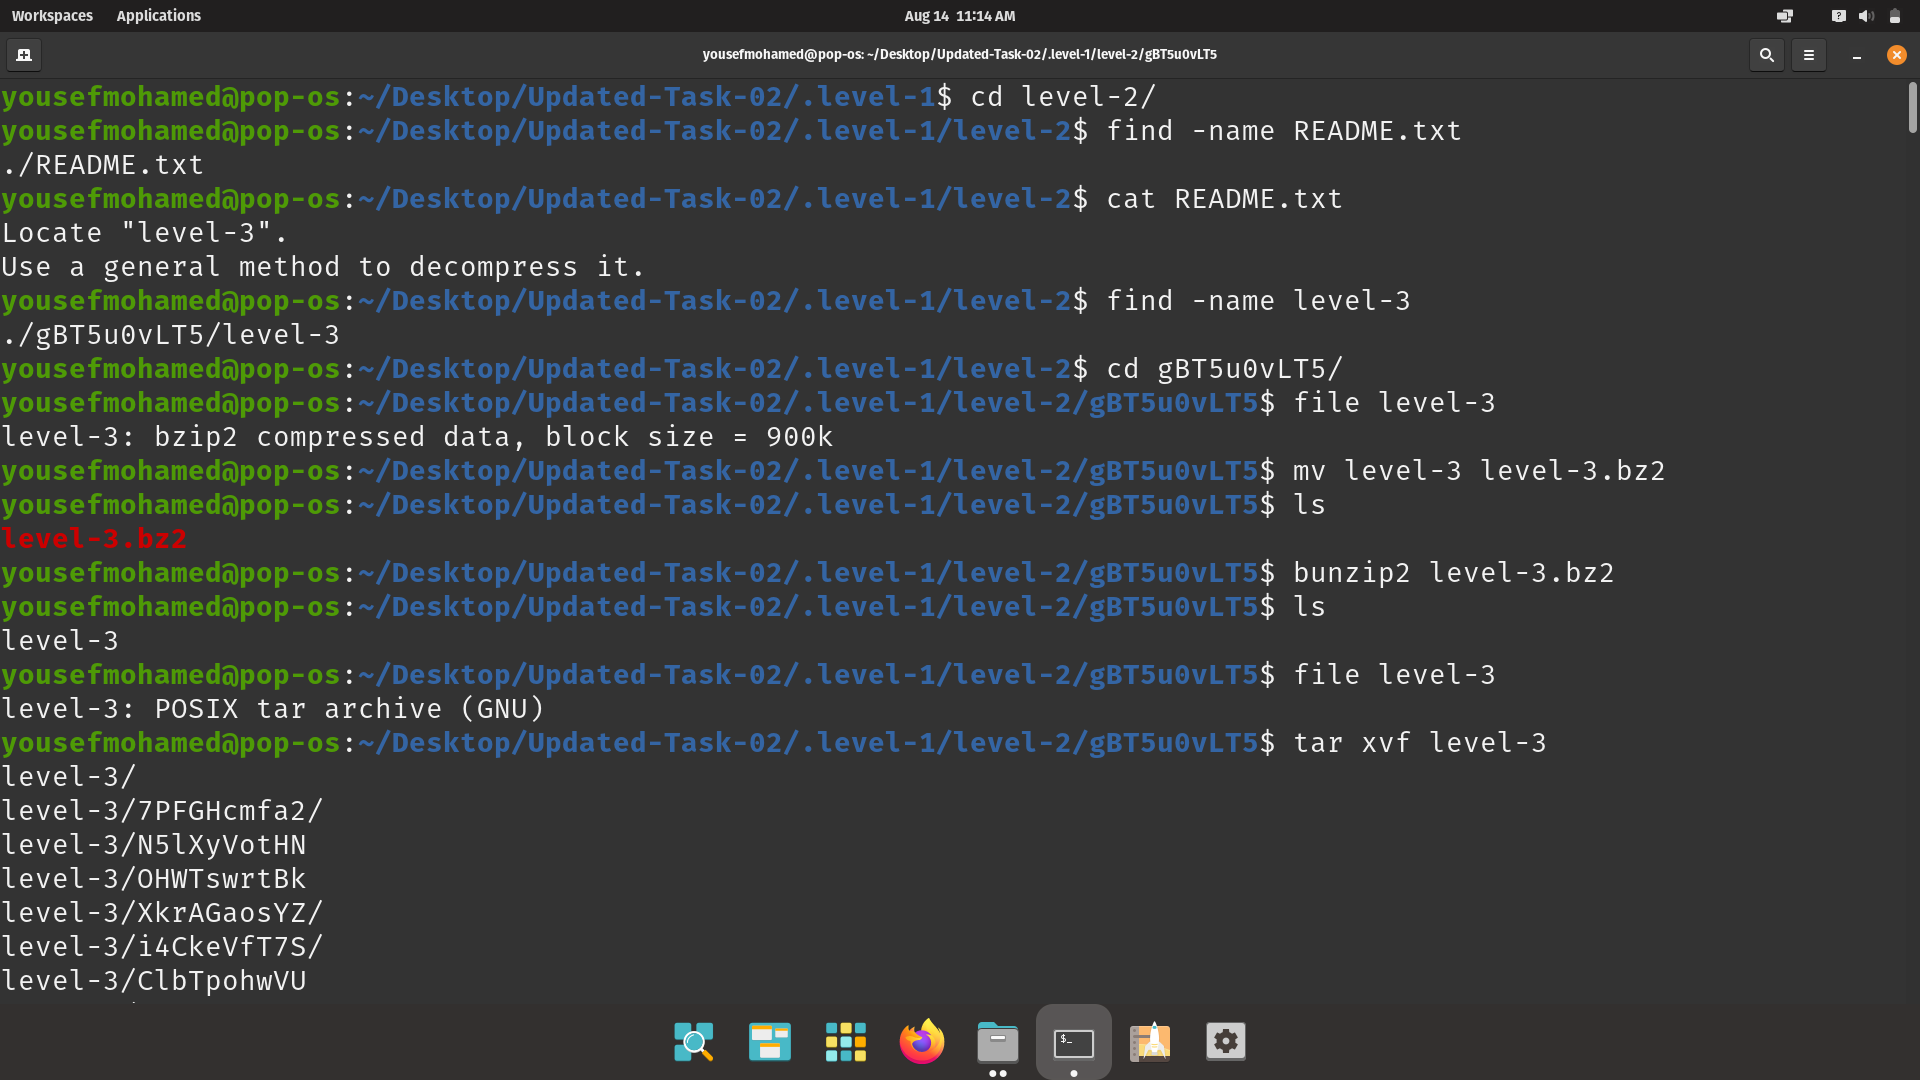 Workspaces Applications Aug 14 11:14 AM
yousefmohamed@pop-os: ~/Desktop/Updated-Task-02/.level-1/level-2/gBT5u0vLT5
yousefmohamed@pop-os:~/Desktop/Updated-Task-02/.level-1$ cd level-2/
yousefmohamed@pop-os:~/Desktop/Updated-Task-02/.level-1/level-2$ find -name README.txt
./README.txt
yousefmohamed@pop-os:~/Desktop/Updated-Task-02/.level-1/level-2$ cat README.txt
Locate "level-3".
Use a general method to decompress it.
yousefmohamed@pop-os:~/Desktop/Updated-Task-02/.level-1/level-2$ find -name level-3
./gBT5u0vLT5/level-3
yousefmohamed@pop-os:~/Desktop/Updated-Task-02/.level-1/level-2$ cd gBT5u0vLT5/
yousefmohamed@pop-os:~/Desktop/Updated-Task-02/.level-1/level-2/gBT5u0vLT5$ file level-3
level-3: bzip2 compressed data, block size = 900k
yousefmohamed@pop-os:~/Desktop/Updated-Task-02/.level-1/level-2/gBT5u0vLT5$ mv level-3 level-3.bz2
yousefmohamed@pop-os:~/Desktop/Updated-Task-02/.level-1/level-2/gBT5u0vLT5$ ls
level-3.bz2
yousefmohamed@pop-os:~/Desktop/Updated-Task-02/.level-1/level-2/gBT5u0vLT5$ bunzip2 level-3.bz2
yousefmohamed@pop-os:~/Desktop/Updated-Task-02/.level-1/level-2/gBT5u0vLT5$ ls
level-3
yousefmohamed@pop-os:~/Desktop/Updated-Task-02/.level-1/level-2/gBT5u0vLT5$ file level-3
level-3: POSIX tar archive (GNU)
yousefmohamed@pop-os:~/Desktop/Updated-Task-02/.level-1/level-2/gBT5u0vLT5$ tar xvf level-3
level-3/
level-3/7PFGHcmfa2/
level-3/N5lXyVotHN
level-3/OHWTswrtBk
level-3/XkrAGaosYZ/
level-3/i4CkeVfT7S/
level-3/ClbTpohwVU
$_